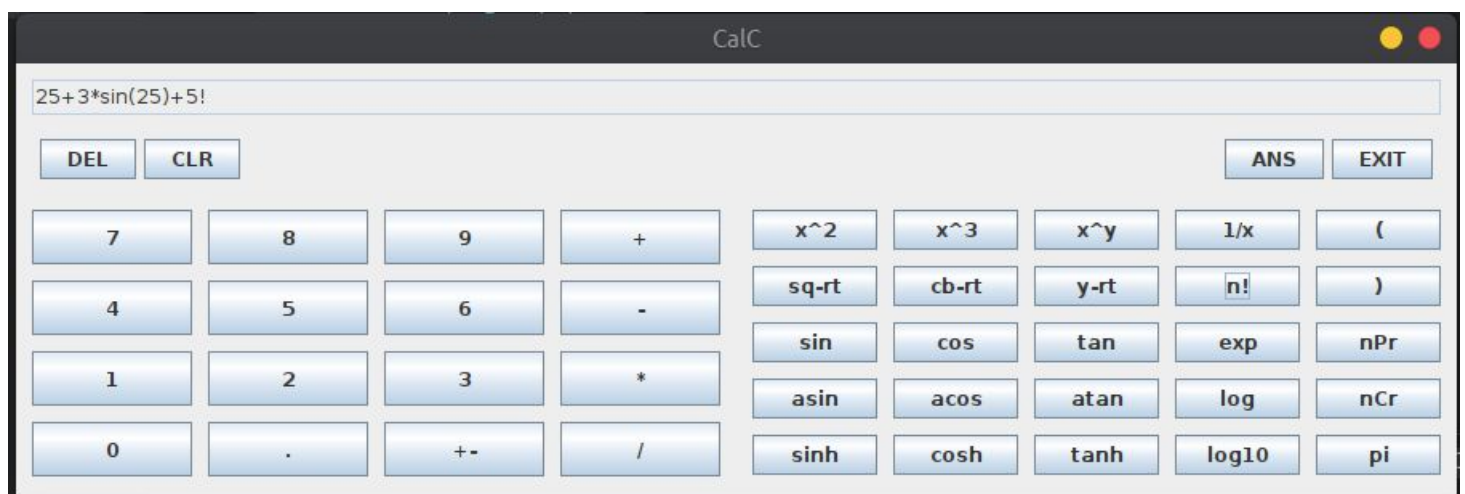 CalC
25+3*sin(25)+5!
DEL CLR ANS EXIT
7 8 9 + x^2 x^3 x^y 1/x (
4 5 6 - sq-rt cb-rt y-rt n! )
sin cos tan exp nPr
1 2 3 * asin acos atan log nCr
0 . +- / sinh cosh tanh log10 pi